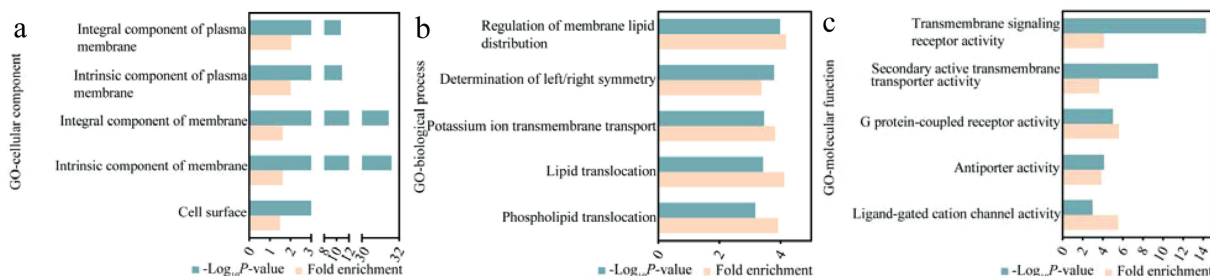 a
GO-cellular component
Integral component of plasma
membrane
Intrinsic component of plasma
membrane
Integral component of membrane
Intrinsic component of membrane
Cell surface
0 1 2 3 8 10 12 30 32
-Log₁₀P-value Fold enrichment
b
GO-biological process
Regulation of membrane lipid
distribution
Determination of left/right symmetry
Potassium ion transmembrane transport
Lipid translocation
Phospholipid translocation
0 2 4
-Log₁₀P-value Fold enrichment
c
GO-molecular function
Transmembrane signaling
receptor activity
Secondary active transmembrane
transporter activity
G protein-coupled receptor activity
Antiporter activity
Ligand-gated cation channel activity
0 2 4 6 8 10 12 14
-Log₁₀P-value Fold enrichment